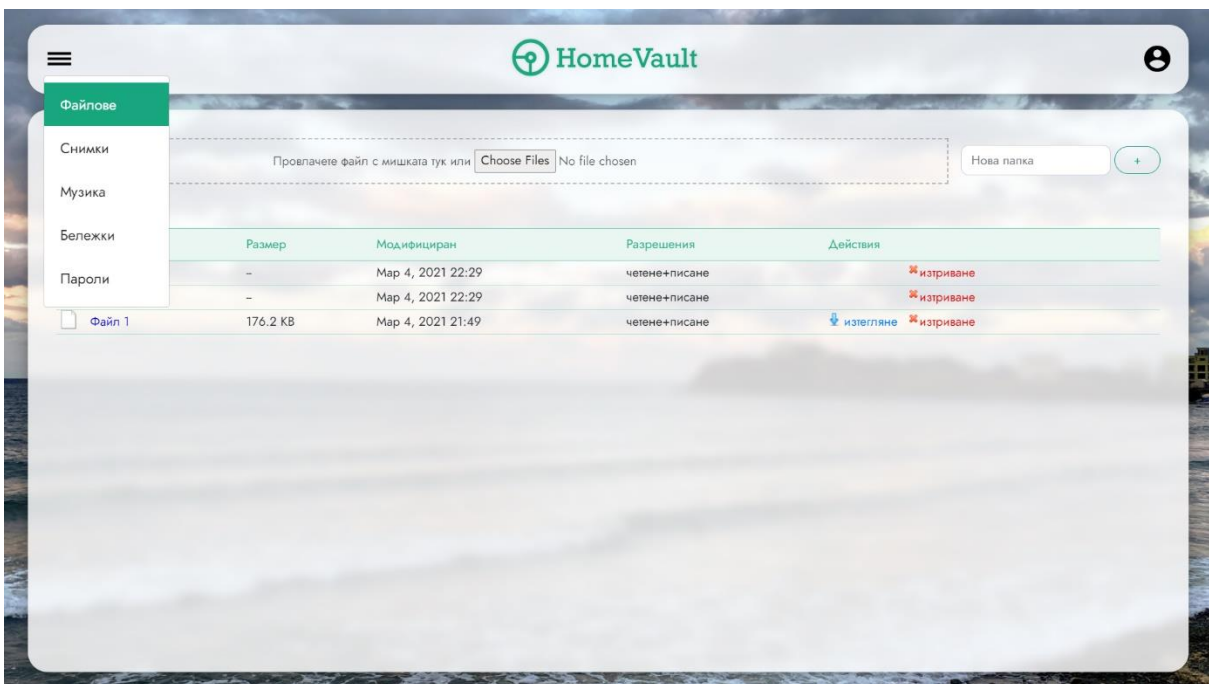 HomeVault
Файлове
Снимки
Музика
Бележки
Пароли
Провлачете файл с мишката тук или Choose Files No file chosen
Нова папка +
Размер Модифициран Разрешения Действия
– Мар 4, 2021 22:29 четене+писане изтриване
– Мар 4, 2021 22:29 четене+писане изтриване
Файл 1 176.2 KB Мар 4, 2021 21:49 четене+писане изтегляне изтриване